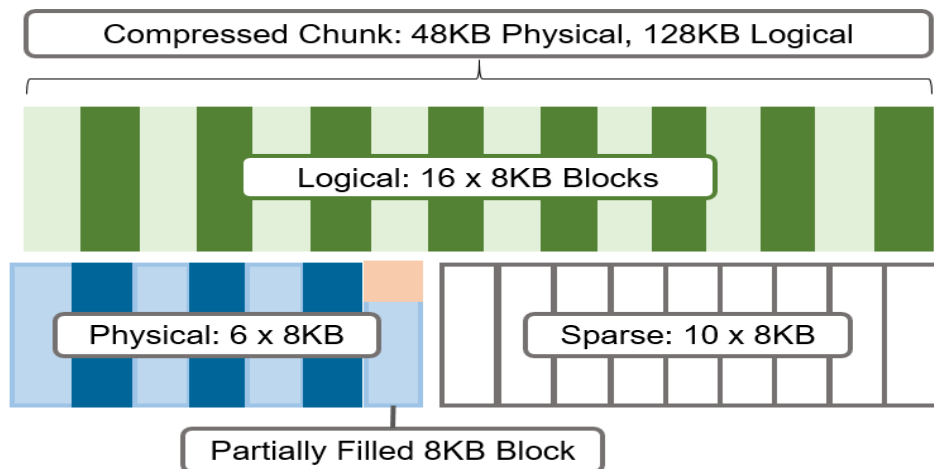 Compressed Chunk: 48KB Physical, 128KB Logical
Logical: 16 x 8KB Blocks
Physical: 6 x 8KB
Sparse: 10 x 8KB
Partially Filled 8KB Block